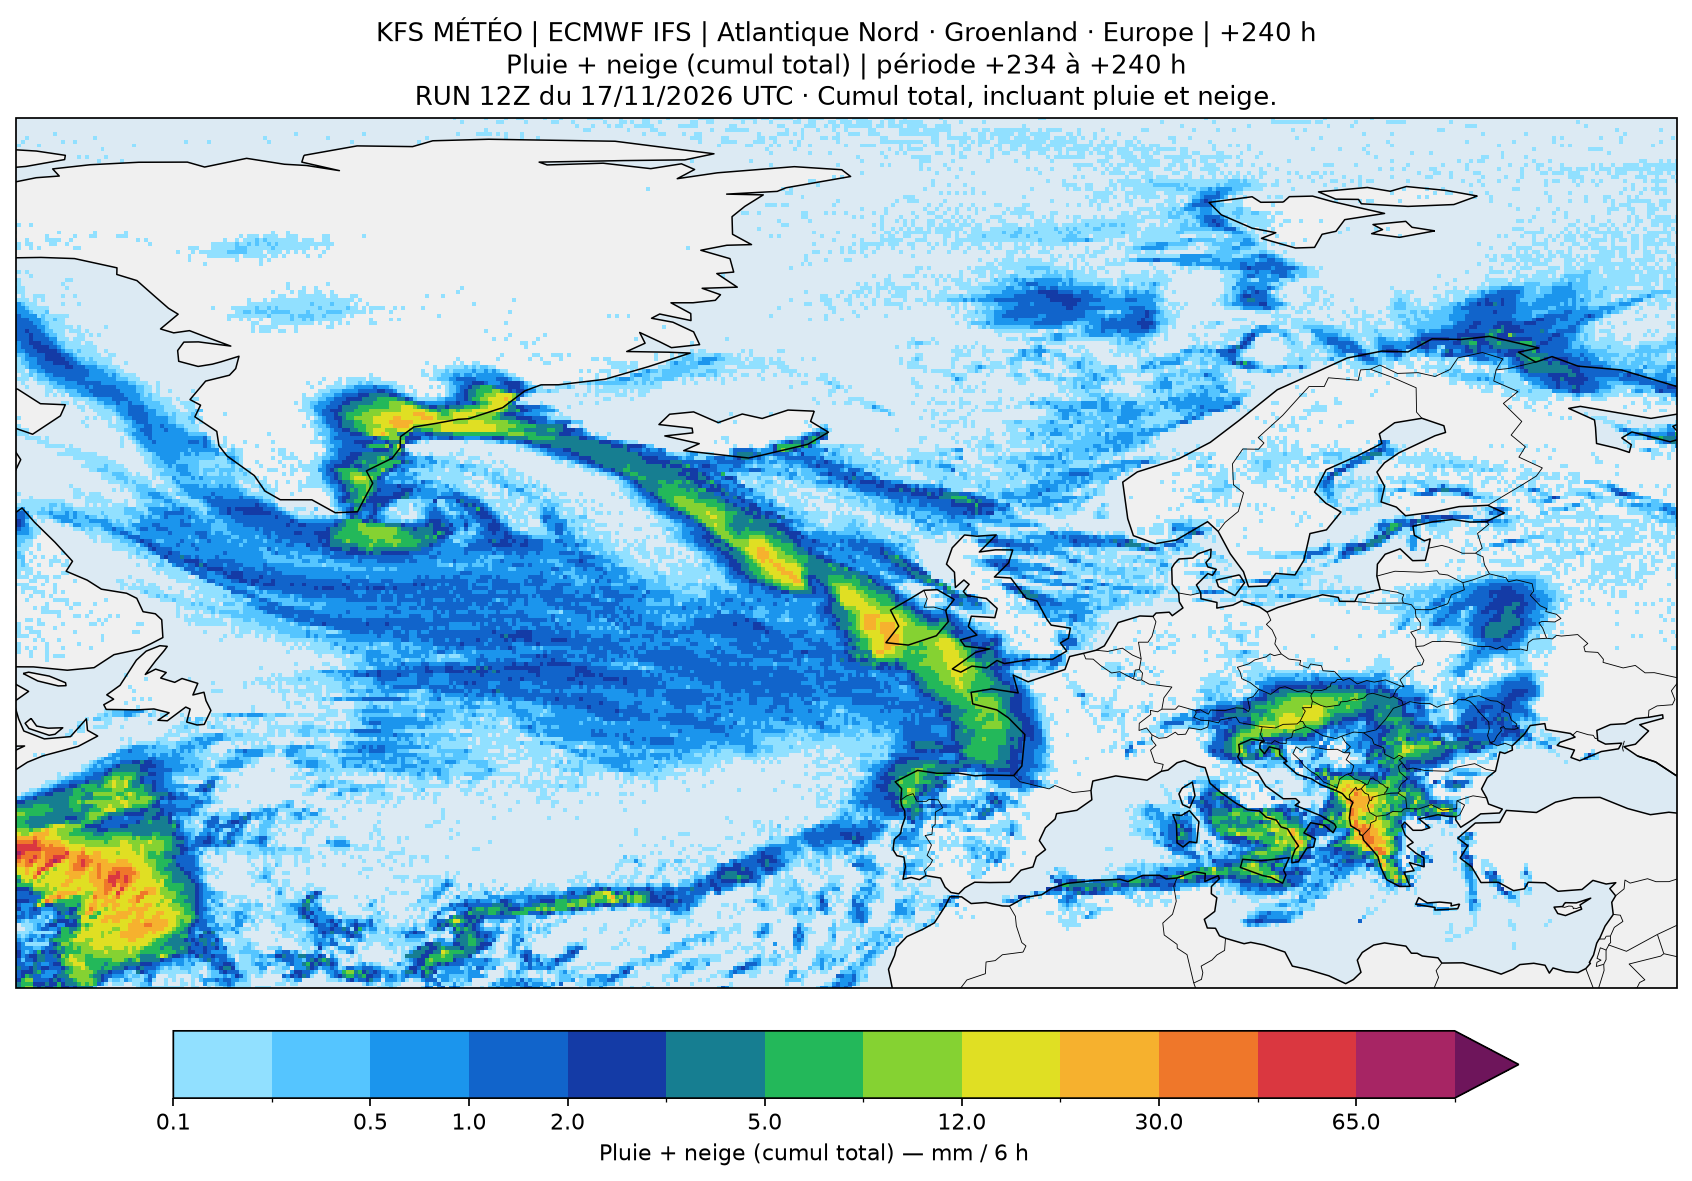 KFS MÉTÉO | ECMWF IFS | Atlantique Nord · Groenland · Europe | +240 h
Pluie + neige (cumul total) | période +234 à +240 h
RUN 12Z du 17/11/2026 UTC · Cumul total, incluant pluie et neige.
0.1 0.5 1.0 2.0 5.0 12.0 30.0 65.0
Pluie + neige (cumul total) — mm / 6 h